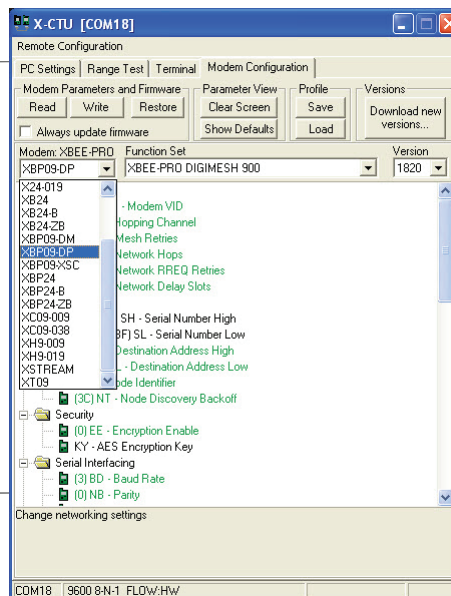 X-CTU [COM18]
Remote Configuration
PC Settings Range Test Terminal Modem Configuration
Modem Parameters and Firmware Parameter View Profile Versions
Read Write Restore Clear Screen Save Download new versions...
Always update firmware Show Defaults Load
Modem: XBEE-PRO Function Set Version
XBP09-DP XBEE-PRO DIGIMESH 900 1820
X24-019
XB24
XB24-B
XB24-ZB
XBP09-DM
XBP09-DP
XBP09-XSC
XBP24
XBP24-B
XBP24-ZB
XC09-009
XC09-038
XH9-009
XH9-019
XSTREAM
XT09
- Modem VID
Hopping Channel
Mesh Retries
Network Hops
Network RREQ Retries
Network Delay Slots
SH - Serial Number High
BF) SL - Serial Number Low
Destination Address High
L - Destination Address Low
ode Identifier
(3C) NT - Node Discovery Backoff
Security
(0) EE - Encryption Enable
KY - AES Encryption Key
Serial Interfacing
(3) BD - Baud Rate
(0) NB - Parity
Change networking settings
COM18 9600 8-N-1 FLOW:HW